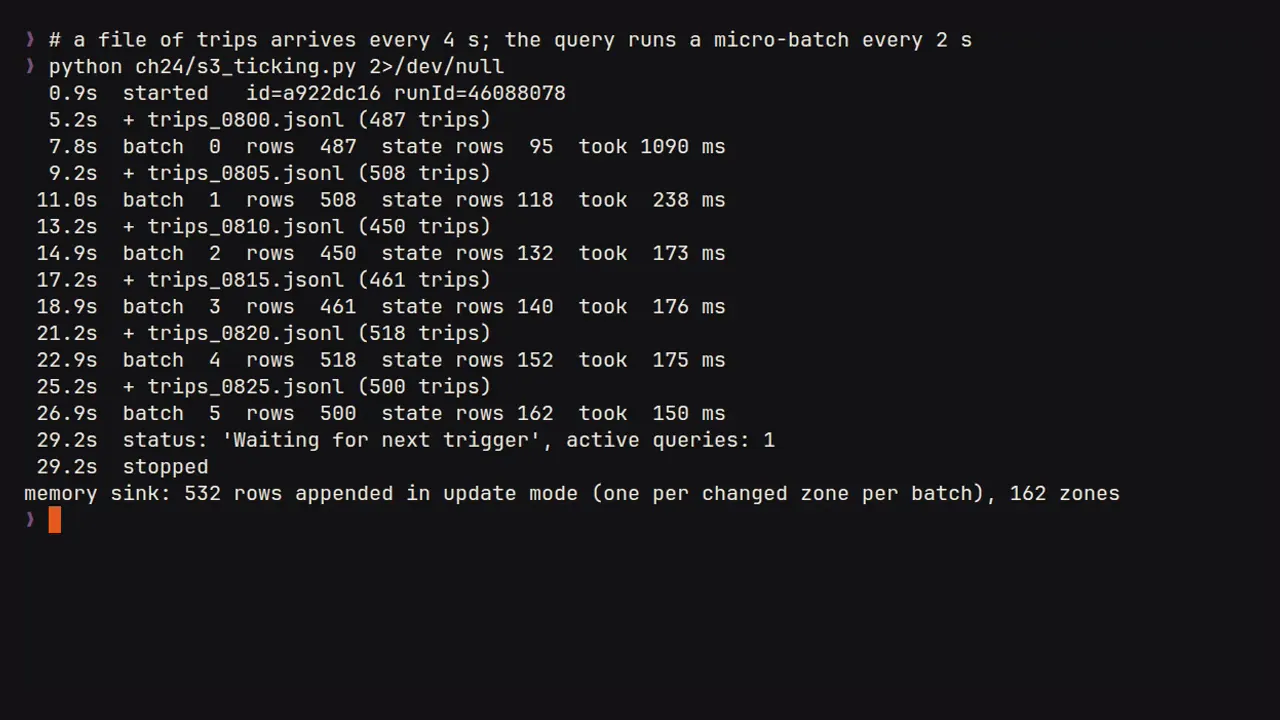 ❯ # a file of trips arrives every 4 s; the query runs a micro-batch every 2 s
❯ python ch24/s3_ticking.py 2>/dev/null
  0.9s  started   id=a922dc16 runId=46088078
  5.2s  + trips_0800.jsonl (487 trips)
  7.8s  batch  0  rows  487  state rows  95  took 1090 ms
  9.2s  + trips_0805.jsonl (508 trips)
 11.0s  batch  1  rows  508  state rows 118  took  238 ms
 13.2s  + trips_0810.jsonl (450 trips)
 14.9s  batch  2  rows  450  state rows 132  took  173 ms
 17.2s  + trips_0815.jsonl (461 trips)
 18.9s  batch  3  rows  461  state rows 140  took  176 ms
 21.2s  + trips_0820.jsonl (518 trips)
 22.9s  batch  4  rows  518  state rows 152  took  175 ms
 25.2s  + trips_0825.jsonl (500 trips)
 26.9s  batch  5  rows  500  state rows 162  took  150 ms
 29.2s  status: 'Waiting for next trigger', active queries: 1
 29.2s  stopped
memory sink: 532 rows appended in update mode (one per changed zone per batch), 162 zones
❯